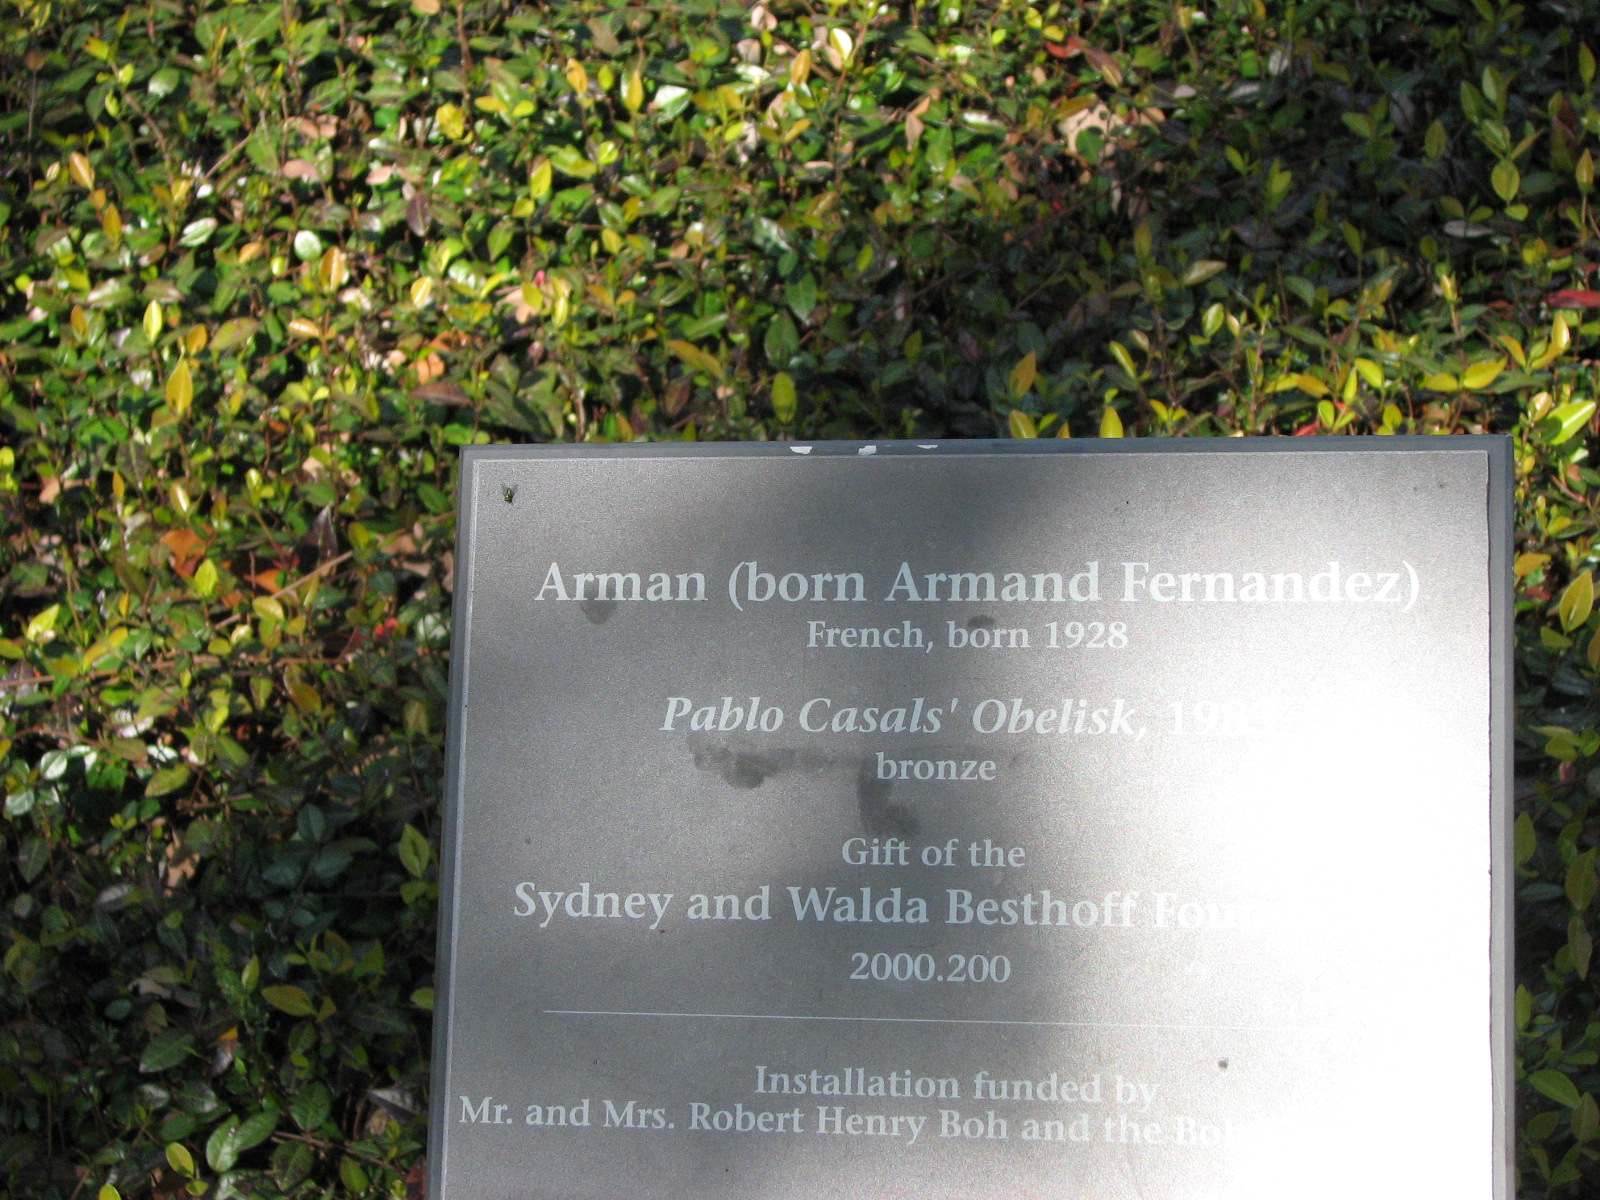 Arman (born Armand Fernandez)
French, born 1928
Pablo Casals' Obelisk,
bronze
Gift of the
Sydney and Walda Besthoff
2000.200
Installation funded by
Mr. and Mrs. Robert Henry Boh and the Boh